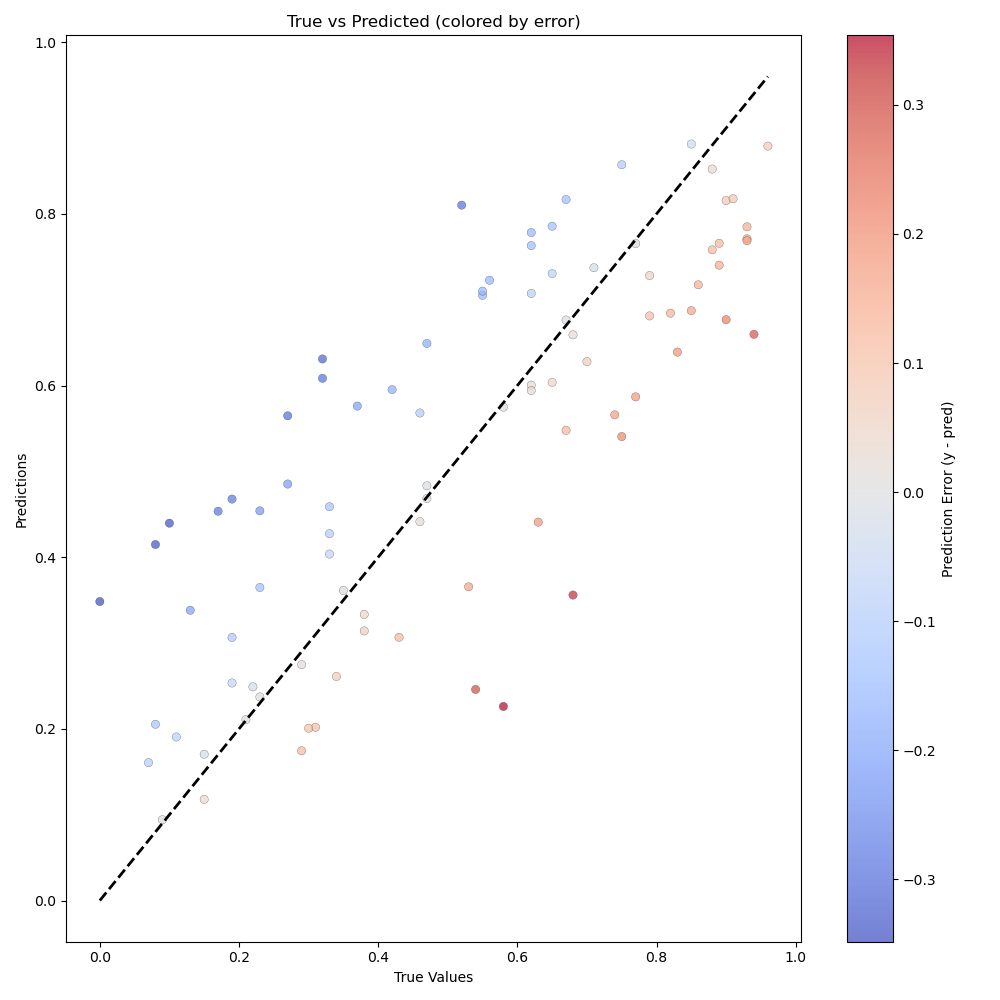 True vs Predicted (colored by error)
1.0
0.8
0.6
0.4
0.2
0.0
Predictions
0.0 0.2 0.4 0.6 0.8 1.0
True Values
0.3
0.2
0.1
0.0
−0.1
−0.2
−0.3
Prediction Error (y - pred)